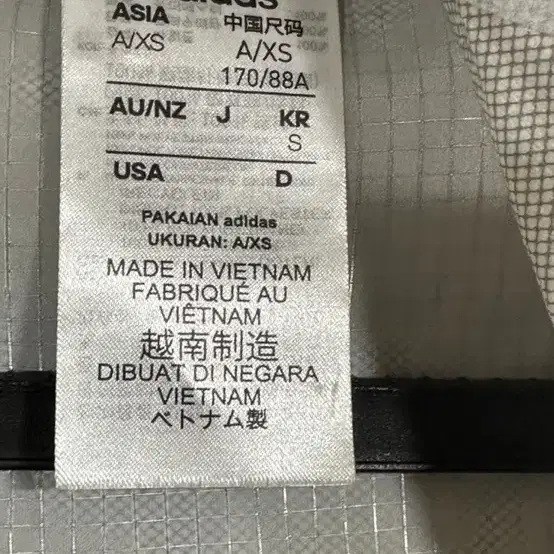 adidas
ASIA 中国尺码
A/XS A/XS
170/88A
AU/NZ J KR
S
USA D
PAKAIAN adidas
UKURAN: A/XS
MADE IN VIETNAM
FABRIQUÉ AU
VIÊTNAM
越南制造
DIBUAT DI NEGARA
VIETNAM
ベトナム製